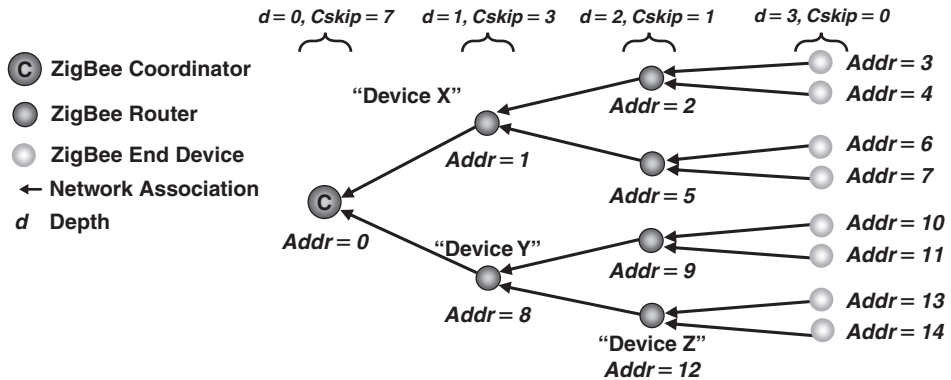 d = 0, Cskip = 7
d = 1, Cskip = 3
d = 2, Cskip = 1
d = 3, Cskip = 0
C ZigBee Coordinator
ZigBee Router
ZigBee End Device
Network Association
d Depth
"Device X"
Addr = 1
C
Addr = 0
"Device Y"
Addr = 8
Addr = 2
Addr = 5
Addr = 9
"Device Z"
Addr = 12
Addr = 3
Addr = 4
Addr = 6
Addr = 7
Addr = 10
Addr = 11
Addr = 13
Addr = 14